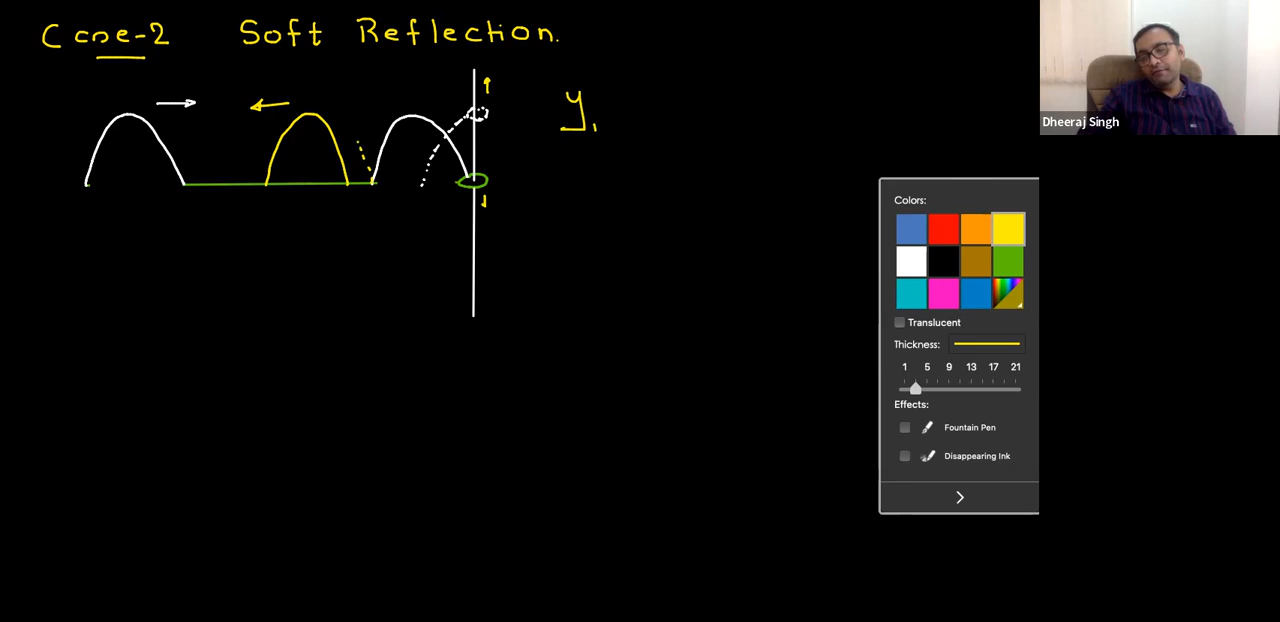 Case-2 Soft Reflection.
y₁
Dheeraj Singh
Colors:
Translucent
Thickness:
1 5 9 13 17 21
Effects:
Fountain Pen
Disappearing Ink